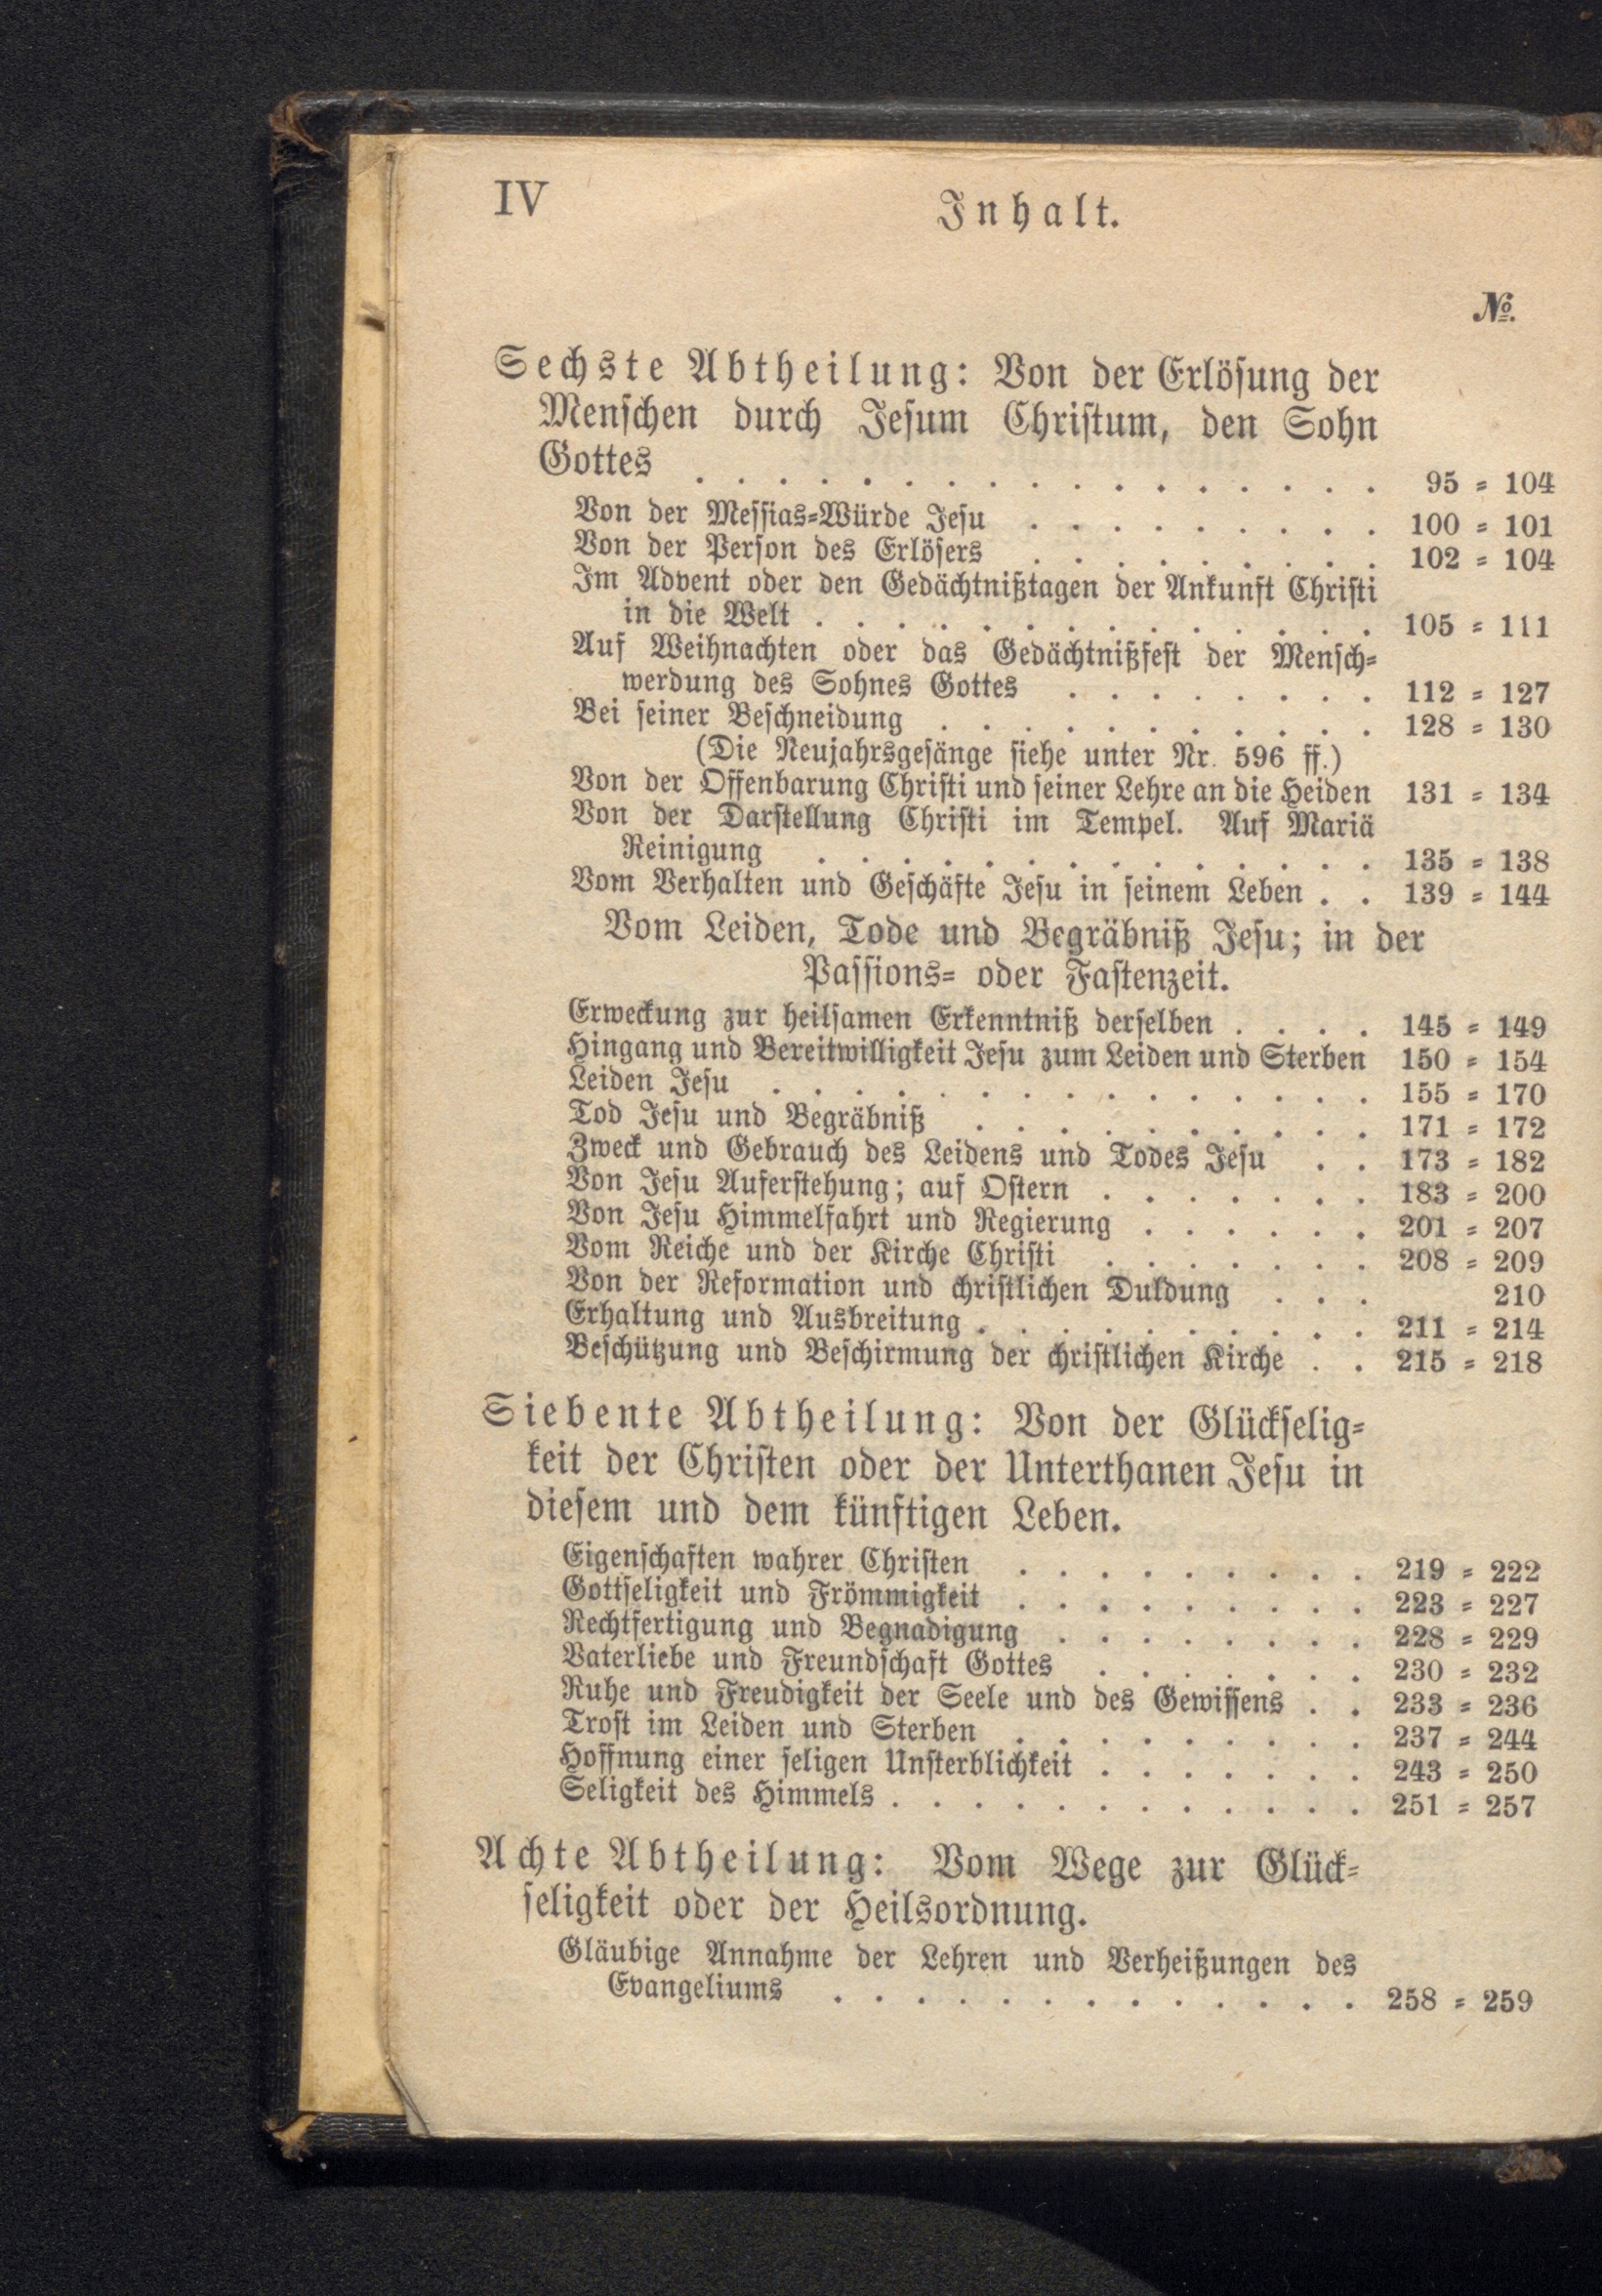 IV
Inhalt.
№.
Sechste Abtheilung: Von der Erlösung der
Menschen durch Jesum Christum, den Sohn
Gottes . . . . . . . . . . . . . . . . . 95 = 104
Von der Messias=Würde Jesu . . . . . . . . . 100 = 101
Von der Person des Erlösers . . . . . . . . . 102 = 104
Im Advent oder den Gedächtnißtagen der Ankunft Christi
in die Welt . . . . . . . . . . . . . . 105 = 111
Auf Weihnachten oder das Gedächtnißfest der Mensch=
werdung des Sohnes Gottes . . . . . . . . 112 = 127
Bei seiner Beschneidung . . . . . . . . . . . 128 = 130
(Die Neujahrsgesänge siehe unter Nr. 596 ff.)
Von der Offenbarung Christi und seiner Lehre an die Heiden 131 = 134
Von der Darstellung Christi im Tempel. Auf Mariä
Reinigung . . . . . . . . . . . . . . 135 = 138
Vom Verhalten und Geschäfte Jesu in seinem Leben . . 139 = 144
Vom Leiden, Tode und Begräbniß Jesu; in der
Passions= oder Fastenzeit.
Erweckung zur heilsamen Erkenntniß derselben . . . . 145 = 149
Hingang und Bereitwilligkeit Jesu zum Leiden und Sterben 150 = 154
Leiden Jesu . . . . . . . . . . . . . . . 155 = 170
Tod Jesu und Begräbniß . . . . . . . . . . 171 = 172
Zweck und Gebrauch des Leidens und Todes Jesu . . 173 = 182
Von Jesu Auferstehung; auf Ostern . . . . . . . 183 = 200
Von Jesu Himmelfahrt und Regierung . . . . . . 201 = 207
Vom Reiche und der Kirche Christi . . . . . . . 208 = 209
Von der Reformation und christlichen Duldung . . . 210
Erhaltung und Ausbreitung . . . . . . . . . . 211 = 214
Beschützung und Beschirmung der christlichen Kirche . . 215 = 218
Siebente Abtheilung: Von der Glückselig=
keit der Christen oder der Unterthanen Jesu in
diesem und dem künftigen Leben.
Eigenschaften wahrer Christen . . . . . . . . . 219 = 222
Gottseligkeit und Frömmigkeit . . . . . . . . . 223 = 227
Rechtfertigung und Begnadigung . . . . . . . . 228 = 229
Vaterliebe und Freundschaft Gottes . . . . . . . 230 = 232
Ruhe und Freudigkeit der Seele und des Gewissens . . 233 = 236
Trost im Leiden und Sterben . . . . . . . . . 237 = 244
Hoffnung einer seligen Unsterblichkeit . . . . . . . 243 = 250
Seligkeit des Himmels . . . . . . . . . . . . 251 = 257
Achte Abtheilung: Vom Wege zur Glück=
seligkeit oder der Heilsordnung.
Gläubige Annahme der Lehren und Verheißungen des
Evangeliums . . . . . . . . . . . . . 258 = 259